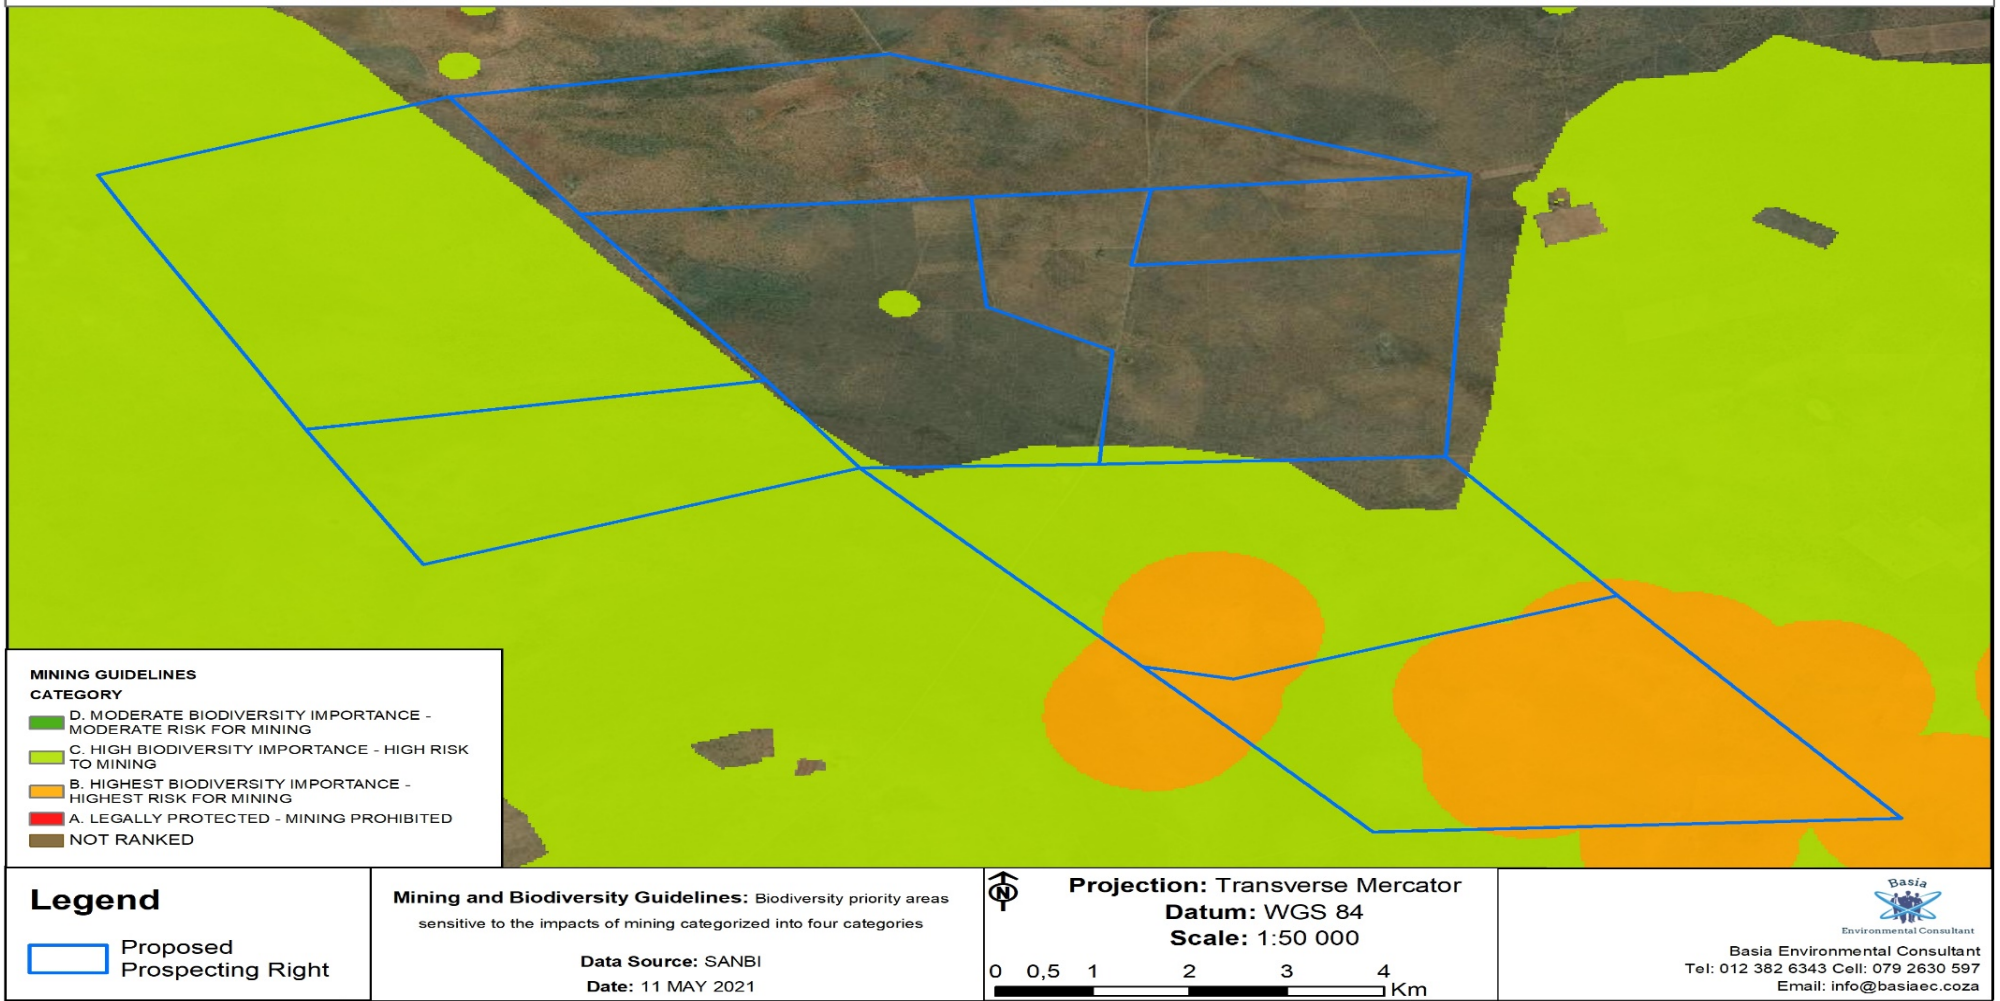 MINING GUIDELINES
CATEGORY
D. MODERATE BIODIVERSITY IMPORTANCE -
MODERATE RISK FOR MINING
C. HIGH BIODIVERSITY IMPORTANCE - HIGH RISK
TO MINING
B. HIGHEST BIODIVERSITY IMPORTANCE -
HIGHEST RISK FOR MINING
A. LEGALLY PROTECTED - MINING PROHIBITED
NOT RANKED
Legend
Proposed
Prospecting Right
Mining and Biodiversity Guidelines: Biodiversity priority areas
sensitive to the impacts of mining categorized into four categories
Data Source: SANBI
Date: 11 MAY 2021
N
Projection: Transverse Mercator
Datum: WGS 84
Scale: 1:50 000
0 0,5 1 2 3 4
Km
Basia
Environmental Consultant
Basia Environmental Consultant
Tel: 012 382 6343 Cell: 079 2630 597
Email: info@basiaec.coza